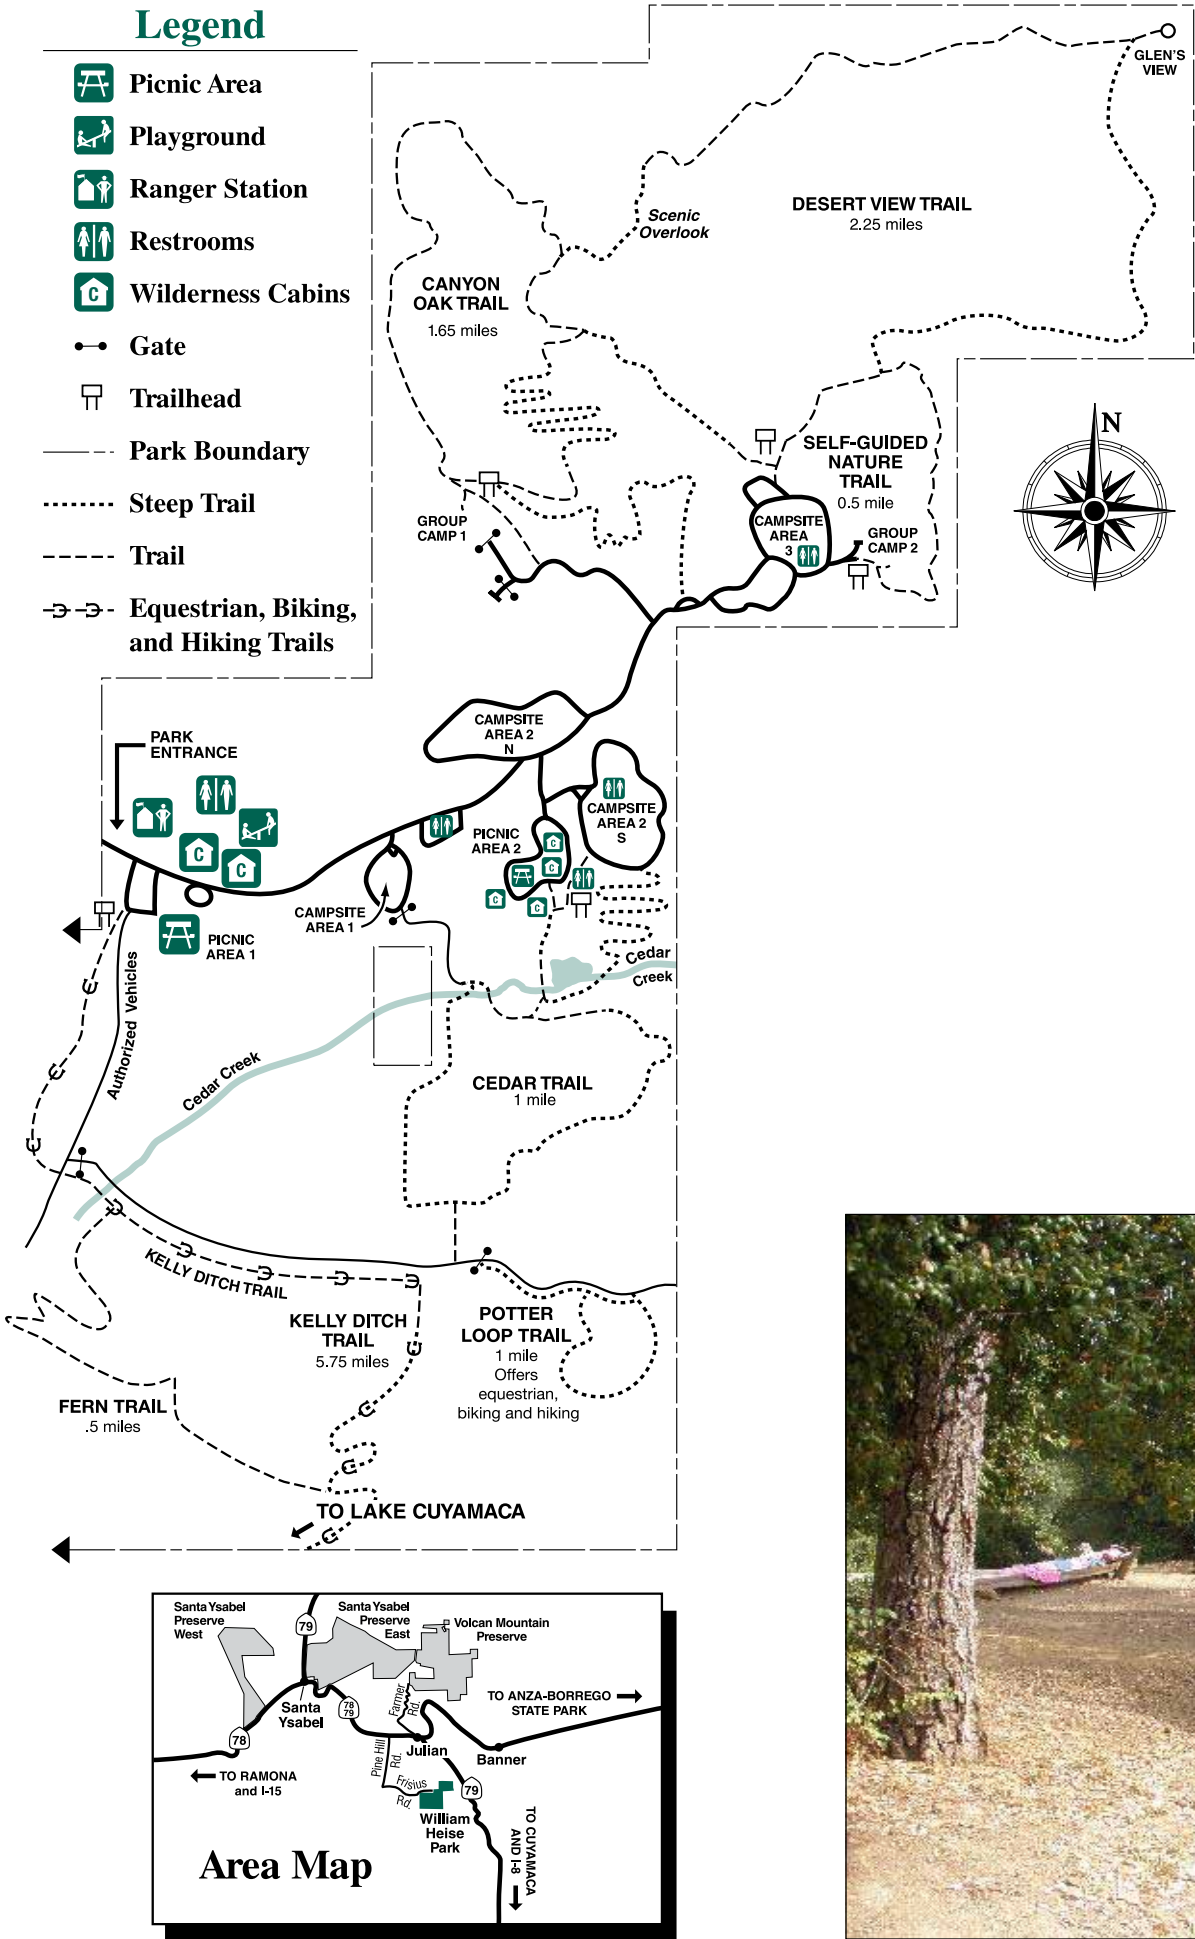 Legend
Picnic Area
Playground
Ranger Station
Restrooms
C
Wilderness Cabins
Gate
Trailhead
Park Boundary
Steep Trail
Trail
Equestrian, Biking,
and Hiking Trails
GLEN'S
VIEW
DESERT VIEW TRAIL
2.25 miles
Scenic
Overlook
CANYON
OAK TRAIL
1.65 miles
N
SELF-GUIDED
NATURE
TRAIL
0.5 mile
GROUP
CAMP 1
CAMPSITE
AREA
3
GROUP
CAMP 2
PARK
ENTRANCE
CAMPSITE
AREA 2
N
CAMPSITE
AREA 2
S
PICNIC
AREA 2
C
C
C
C
C
C
CAMPSITE
AREA 1
PICNIC
AREA 1
Cedar
Creek
Authorized Vehicles
Cedar Creek
CEDAR TRAIL
1 mile
KELLY DITCH TRAIL
KELLY DITCH
TRAIL
5.75 miles
POTTER
LOOP TRAIL
1 mile
Offers
equestrian,
biking and hiking
FERN TRAIL
.5 miles
TO LAKE CUYAMACA
Santa Ysabel
Preserve
West
79
Santa Ysabel
Preserve
East
Volcan Mountain
Preserve
Santa
Ysabel
78
79
Farmer
Rd.
TO ANZA-BORREGO
STATE PARK
78
Julian
Banner
Pine Hill
Rd.
TO RAMONA
and I-15
Frisius
Rd.
79
William
Heise
Park
TO CUYAMACA
AND I-8
Area Map